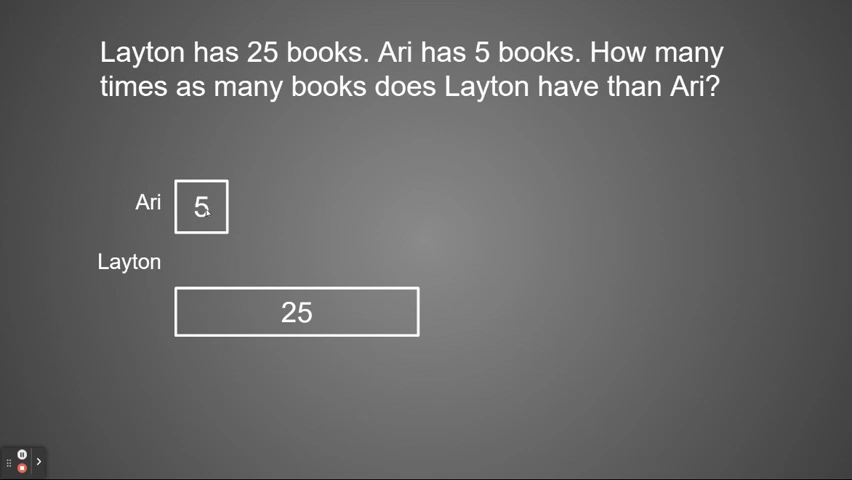 Layton has 25 books. Ari has 5 books. How many
times as many books does Layton have than Ari?
Ari
5
Layton
25